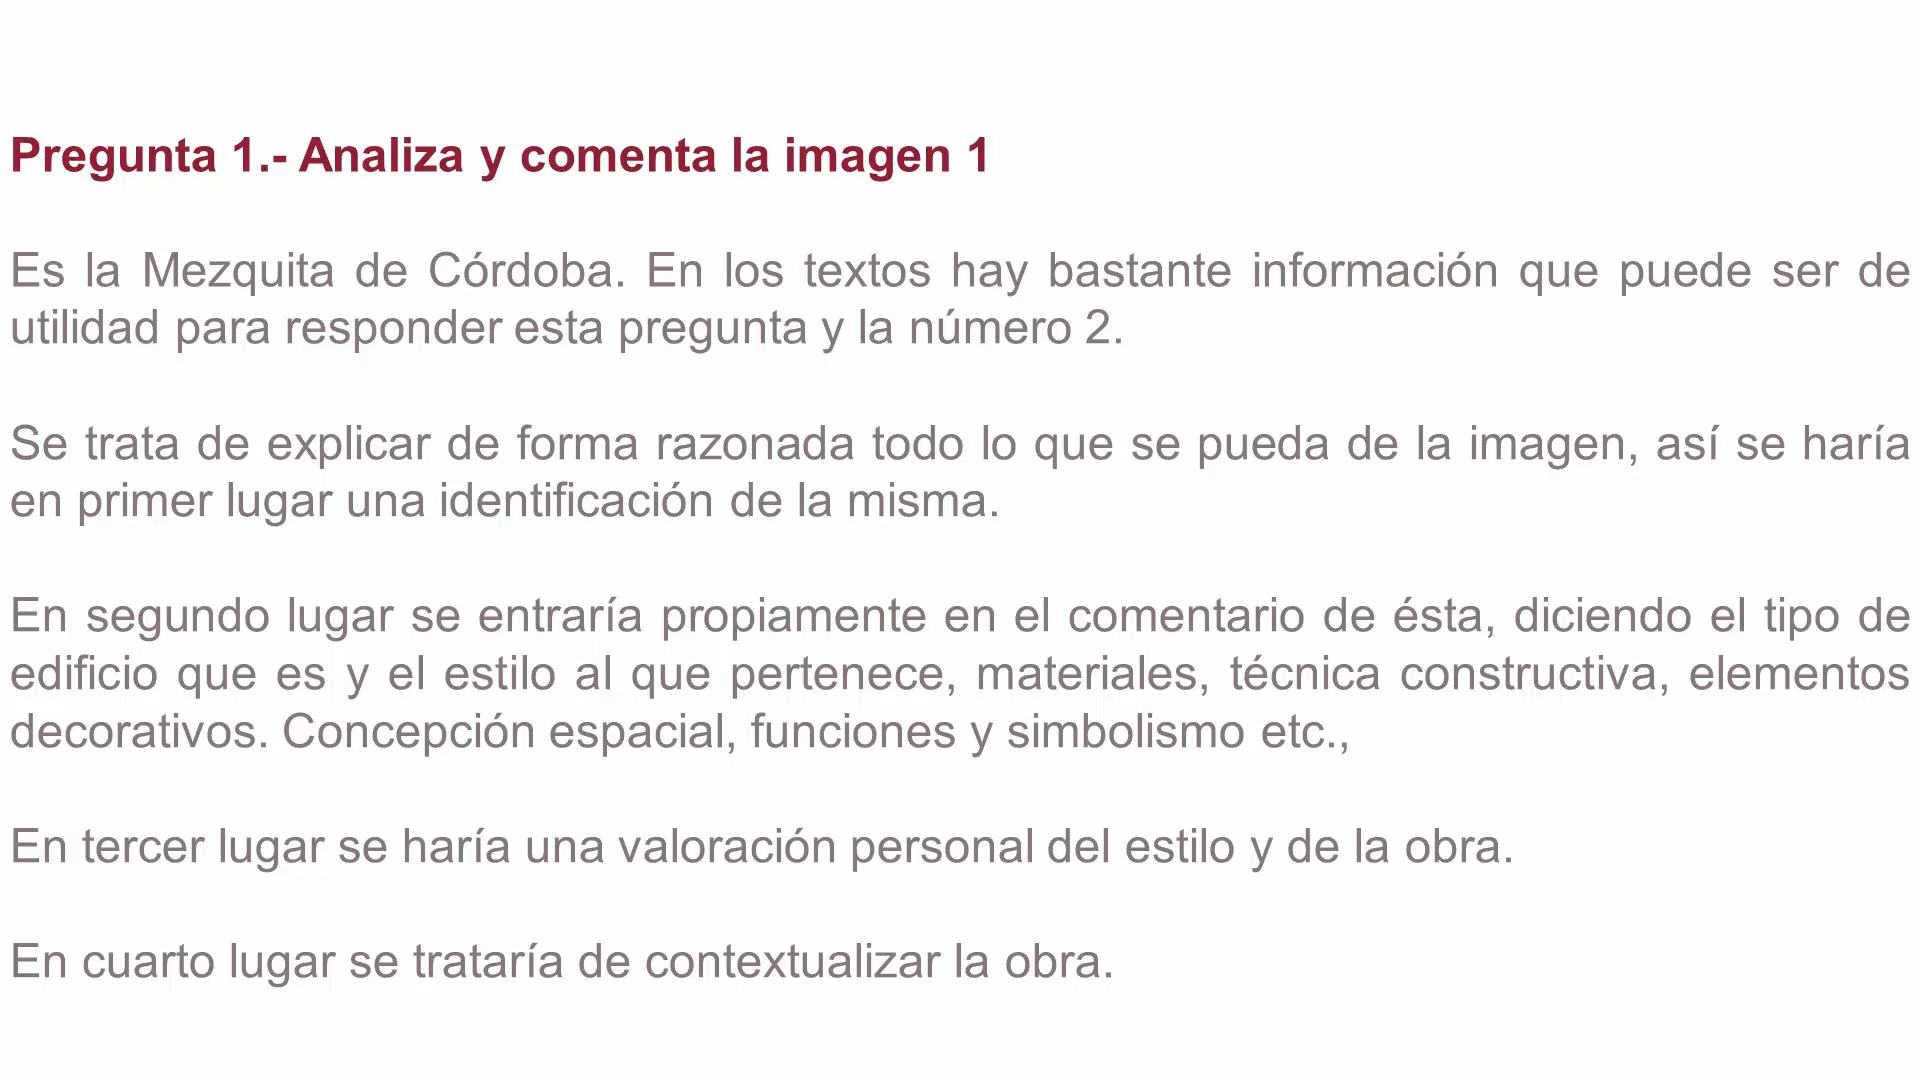 Pregunta 1.- Analiza y comenta la imagen 1
Es la Mezquita de Córdoba. En los textos hay bastante información que puede ser de
utilidad para responder esta pregunta y la número 2.
Se trata de explicar de forma razonada todo lo que se pueda de la imagen, así se haría
en primer lugar una identificación de la misma.
En segundo lugar se entraría propiamente en el comentario de ésta, diciendo el tipo de
edificio que es y el estilo al que pertenece, materiales, técnica constructiva, elementos
decorativos. Concepción espacial, funciones y simbolismo etc.,
En tercer lugar se haría una valoración personal del estilo y de la obra.
En cuarto lugar se trataría de contextualizar la obra.